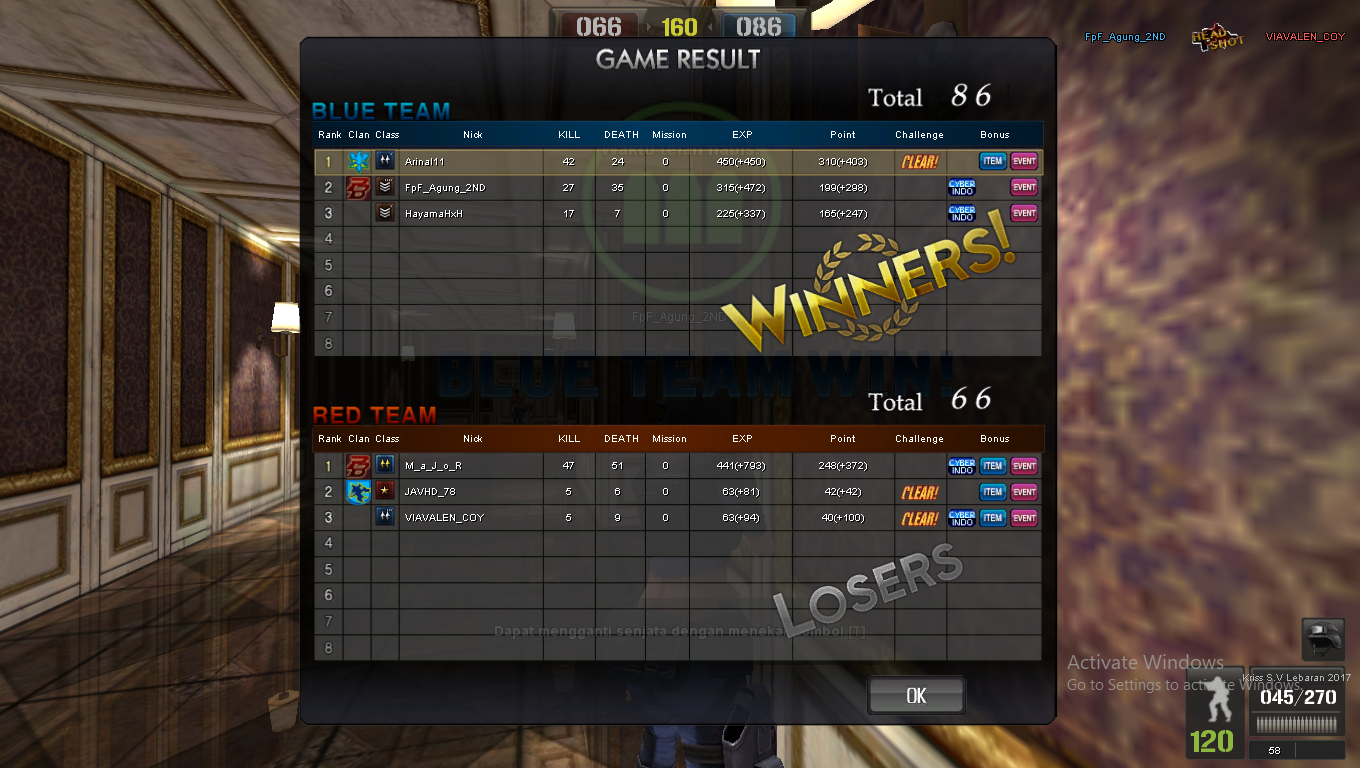 066 160 086
FpF_Agung_2ND HEAD SHOT VIAVALEN_COY
GAME RESULT
BLUE TEAM Total 86
Rank Clan Class Nick KILL DEATH Mission EXP Point Challenge Bonus
1 Arinal11 42 24 0 450(+450) 310(+403) CLEAR! ITEM EVENT
2 FpF_Agung_2ND 27 35 0 315(+472) 199(+298) CYBER INDO EVENT
3 HayamaHxH 17 7 0 225(+337) 165(+247) CYBER INDO EVENT
4
5
6
7
8
Waktu telah habis.
WINNERS!
FpF_Agung_2ND
BLUE TEAM WIN!
RED TEAM Total 66
Rank Clan Class Nick KILL DEATH Mission EXP Point Challenge Bonus
1 M_a_J_o_R 47 51 0 441(+793) 248(+372) CYBER INDO ITEM EVENT
2 JAVHD_78 5 6 0 63(+81) 42(+42) CLEAR! ITEM EVENT
3 VIAVALEN_COY 5 9 0 63(+94) 40(+100) CLEAR! CYBER INDO ITEM EVENT
4
5
6
7
8
LOSERS
Dapat mengganti senjata dengan menekan [T]
OK
Activate Windows
Go to Settings to activate Windows.
Kriss S.V Lebaran 2017
045/270
120
58